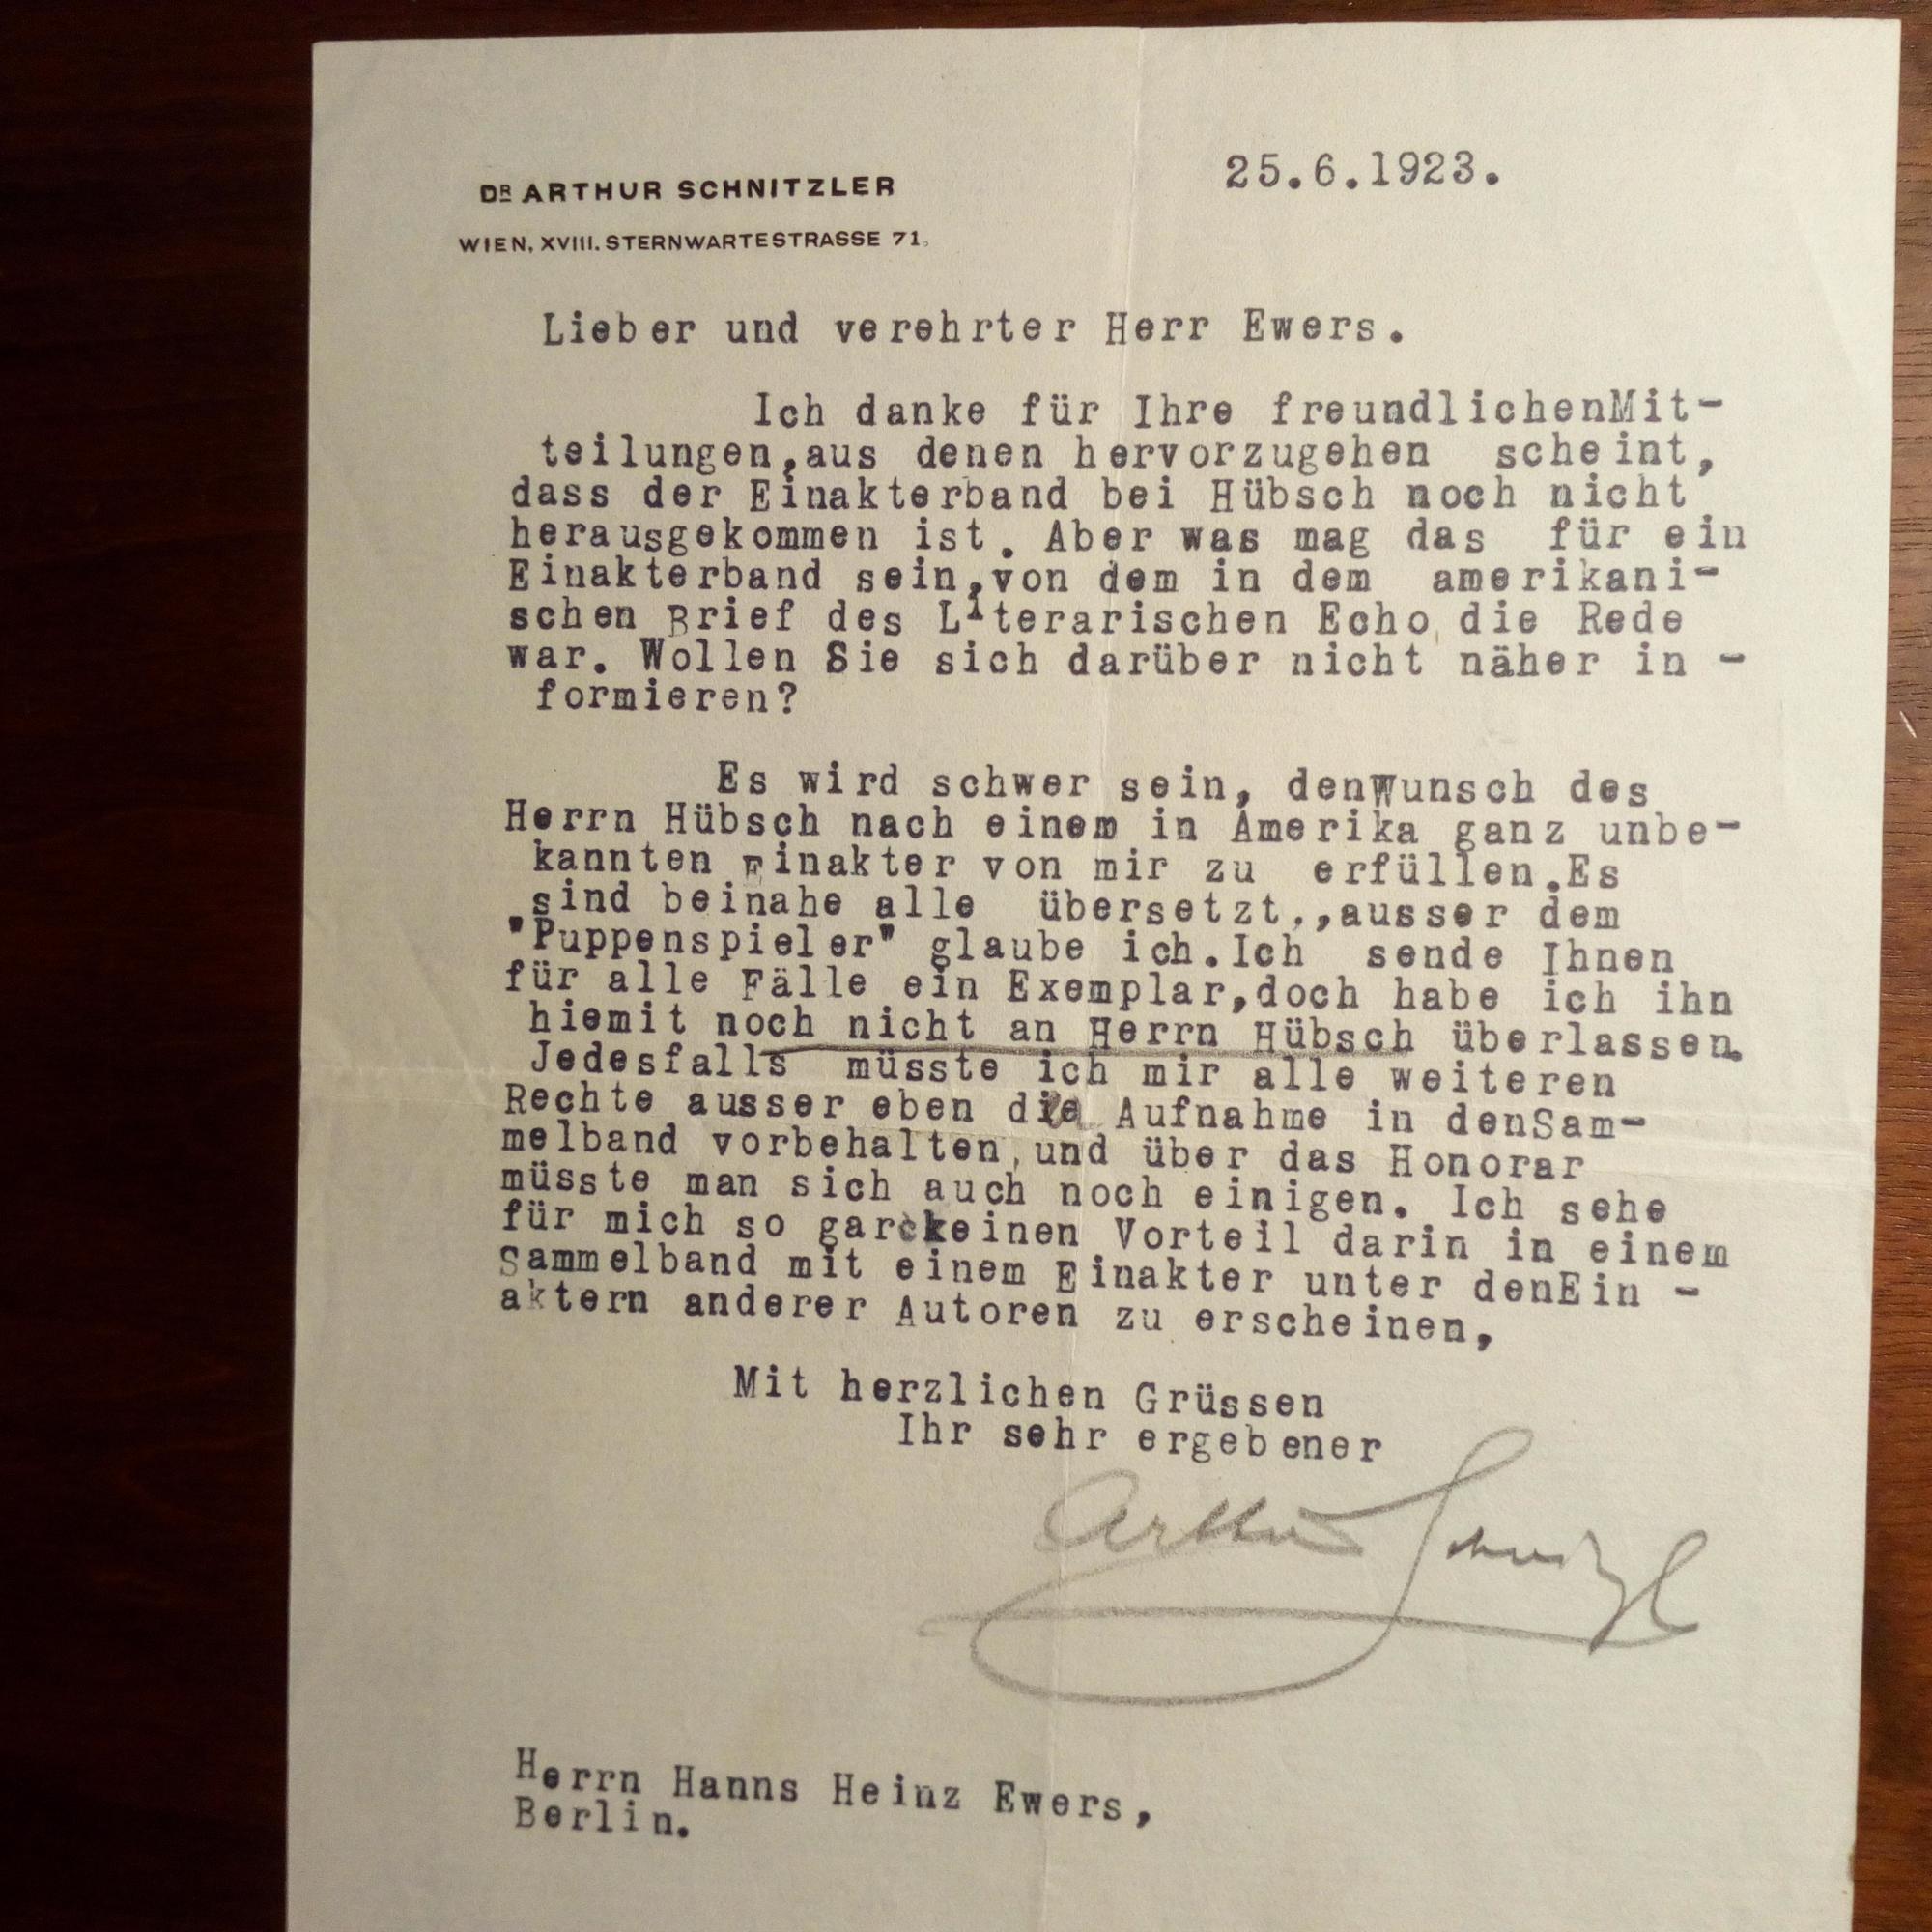 25.6.1923.
DR ARTHUR SCHNITZLER
WIEN, XVIII. STERNWARTESTRASSE 71.
Lieber und verehrter Herr Ewers.
Ich danke für Ihre freundlichenMit-
teilungen,aus denen hervorzugehen scheint,
dass der Einakterband bei Hübsch noch nicht
herausgekommen ist. Aber was mag das für ein
Einakterband sein,von dem in dem amerikani-
schen Brief des Literarischen Echo die Rede
war. Wollen Sie sich darüber nicht näher in -
formieren?
Es wird schwer sein, denWunsch des
Herrn Hübsch nach einem in Amerika ganz unbe-
kannten Einakter von mir zu erfüllen.Es
sind beinahe alle übersetzt.,ausser dem
"Puppenspieler" glaube ich.Ich sende Ihnen
für alle Fälle ein Exemplar,doch habe ich ihn
hiemit noch nicht an Herrn Hübsch überlassen.
Jedesfalls müsste ich mir alle weiteren
Rechte ausser eben die Aufnahme in denSam-
melband vorbehalten,und über das Honorar
müsste man sich auch noch einigen. Ich sehe
für mich so gar keinen Vorteil darin in einem
Sammelband mit einem Einakter unter denEin -
aktern anderer Autoren zu erscheinen,
Mit herzlichen Grüssen
Ihr sehr ergebener
Arthur Schnitzler
Herrn Hanns Heinz Ewers,
Berlin.